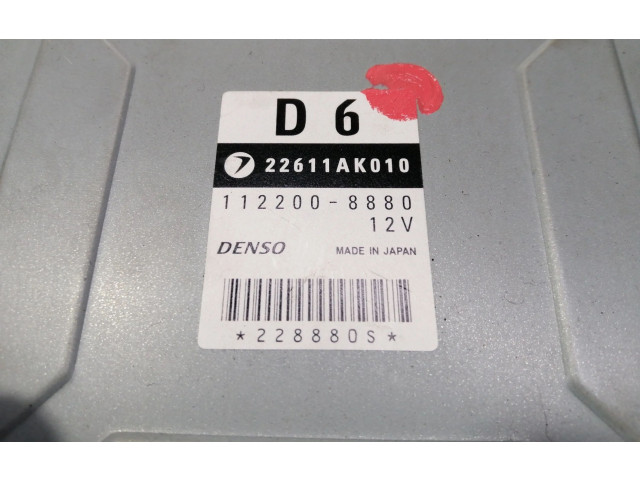 D 6
22611AK010
112200-8880
12V
DENSO MADE IN JAPAN
*228880S*